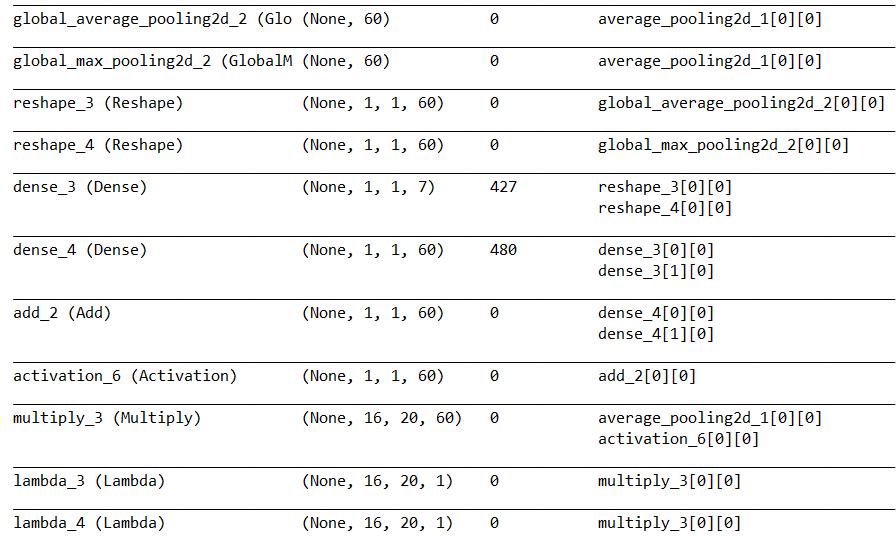 global_average_pooling2d_2 (Glo (None, 60) 0 average_pooling2d_1[0][0]
global_max_pooling2d_2 (GlobalM (None, 60) 0 average_pooling2d_1[0][0]
reshape_3 (Reshape) (None, 1, 1, 60) 0 global_average_pooling2d_2[0][0]
reshape_4 (Reshape) (None, 1, 1, 60) 0 global_max_pooling2d_2[0][0]
dense_3 (Dense) (None, 1, 1, 7) 427 reshape_3[0][0]
reshape_4[0][0]
dense_4 (Dense) (None, 1, 1, 60) 480 dense_3[0][0]
dense_3[1][0]
add_2 (Add) (None, 1, 1, 60) 0 dense_4[0][0]
dense_4[1][0]
activation_6 (Activation) (None, 1, 1, 60) 0 add_2[0][0]
multiply_3 (Multiply) (None, 16, 20, 60) 0 average_pooling2d_1[0][0]
activation_6[0][0]
lambda_3 (Lambda) (None, 16, 20, 1) 0 multiply_3[0][0]
lambda_4 (Lambda) (None, 16, 20, 1) 0 multiply_3[0][0]